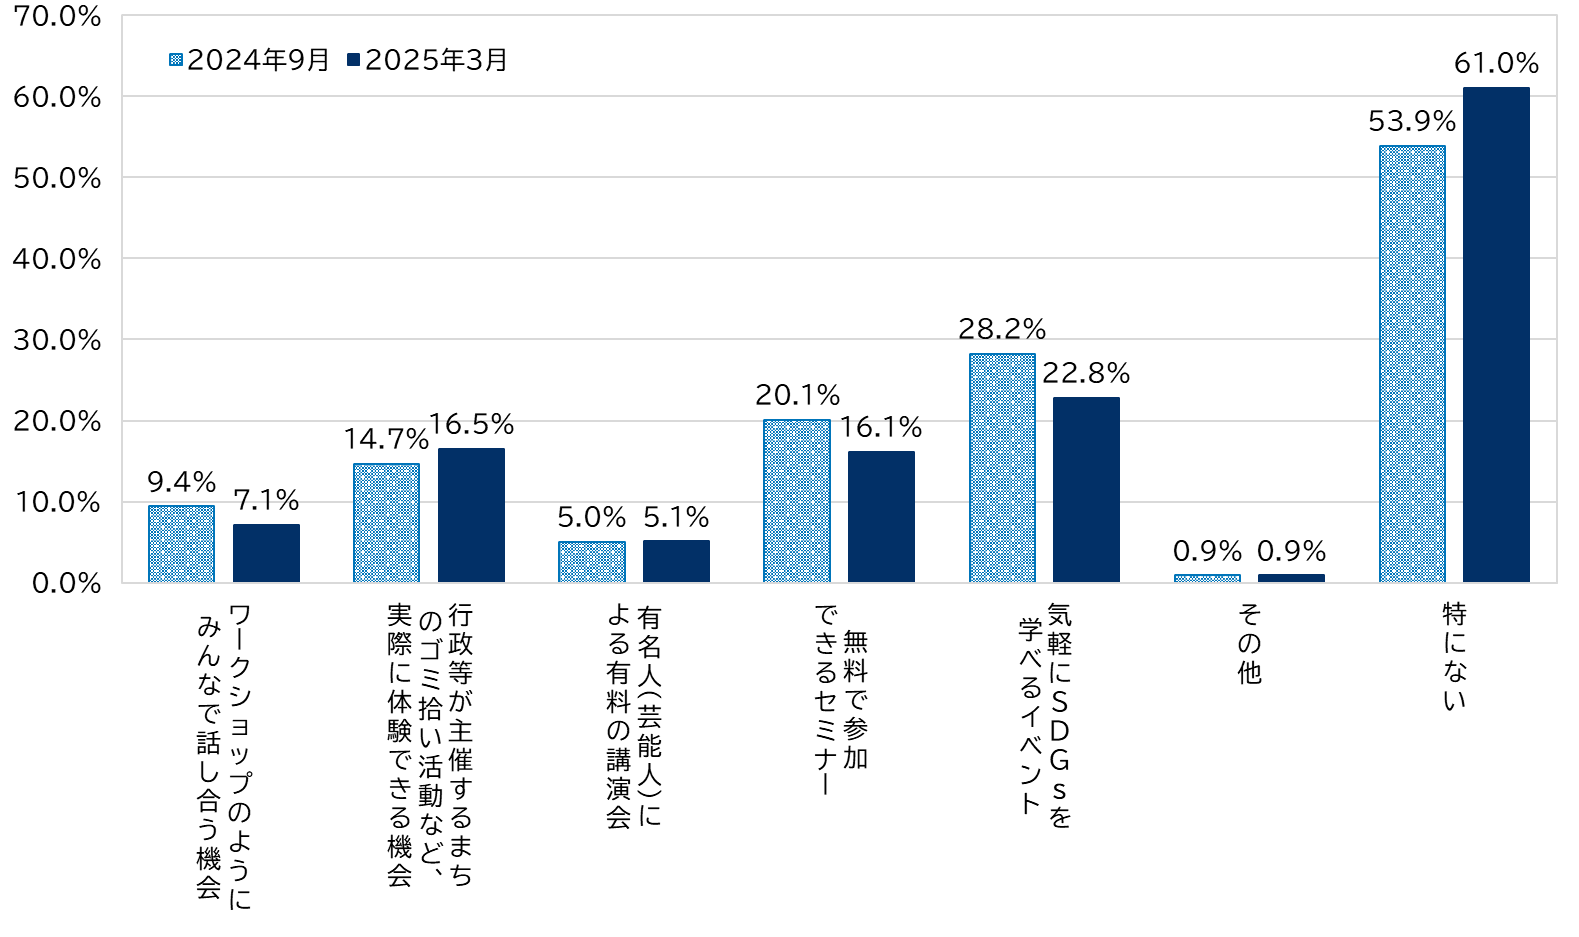 70.0%
60.0%
50.0%
40.0%
30.0%
20.0%
10.0%
0.0%
2024年9月
2025年3月
9.4%
7.1%
14.7%
16.5%
5.0%
5.1%
20.1%
16.1%
28.2%
22.8%
0.9%
0.9%
53.9%
61.0%
ワークショップのように
みんなで話し合う機会
行政等が主催するまち
のゴミ拾い活動など、
実際に体験できる機会
有名人(芸能人)に
よる有料の講演会
無料で参加
できるセミナー
気軽にSDGsを
学べるイベント
その他
特にない